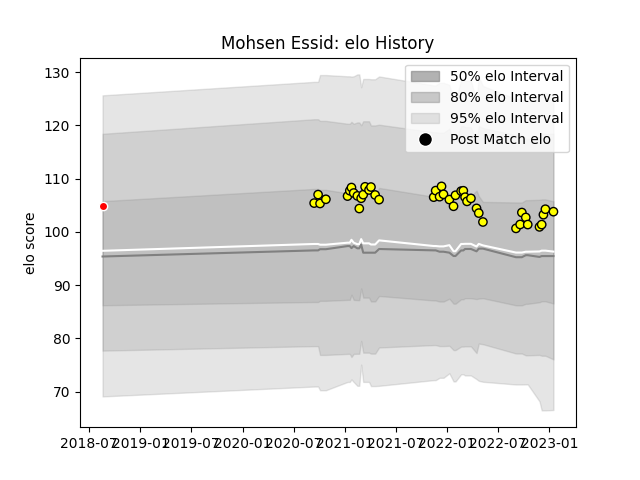 Mohsen Essid: elo History
130
120
110
100
90
80
70
elo score
50% elo Interval
80% elo Interval
95% elo Interval
Post Match elo
2018-07 2019-01 2019-07 2020-01 2020-07 2021-01 2021-07 2022-01 2022-07 2023-01